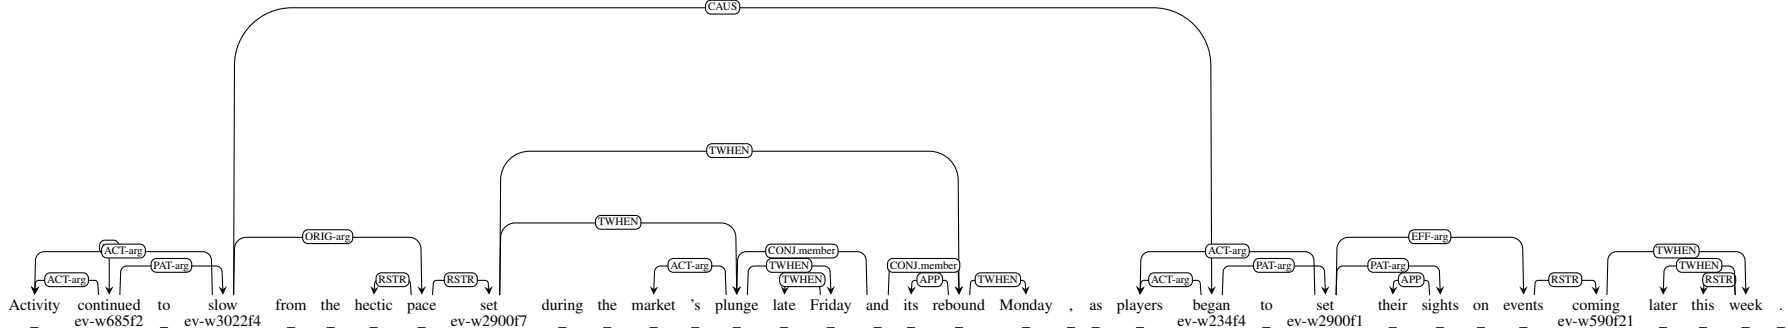 CAUS
TWHEN
TWHEN
ORIG-arg EFF-arg
ACT-arg CONJ.member ACT-arg TWHEN
PAT-arg ACT-arg TWHEN CONJ.member PAT-arg PAT-arg TWHEN
ACT-arg RSTR RSTR TWHEN APP TWHEN ACT-arg APP RSTR RSTR
Activity continued to slow from the hectic pace set during the market 's plunge late Friday and its rebound Monday , as players began to set their sights on events coming later this week .
_ ev-w685f2 _ ev-w3022f4 _ _ _ _ ev-w2900f7 _ _ _ _ _ _ _ _ _ _ _ _ _ _ ev-w234f4 _ ev-w2900f1 _ _ _ _ ev-w590f21 _ _ _ _